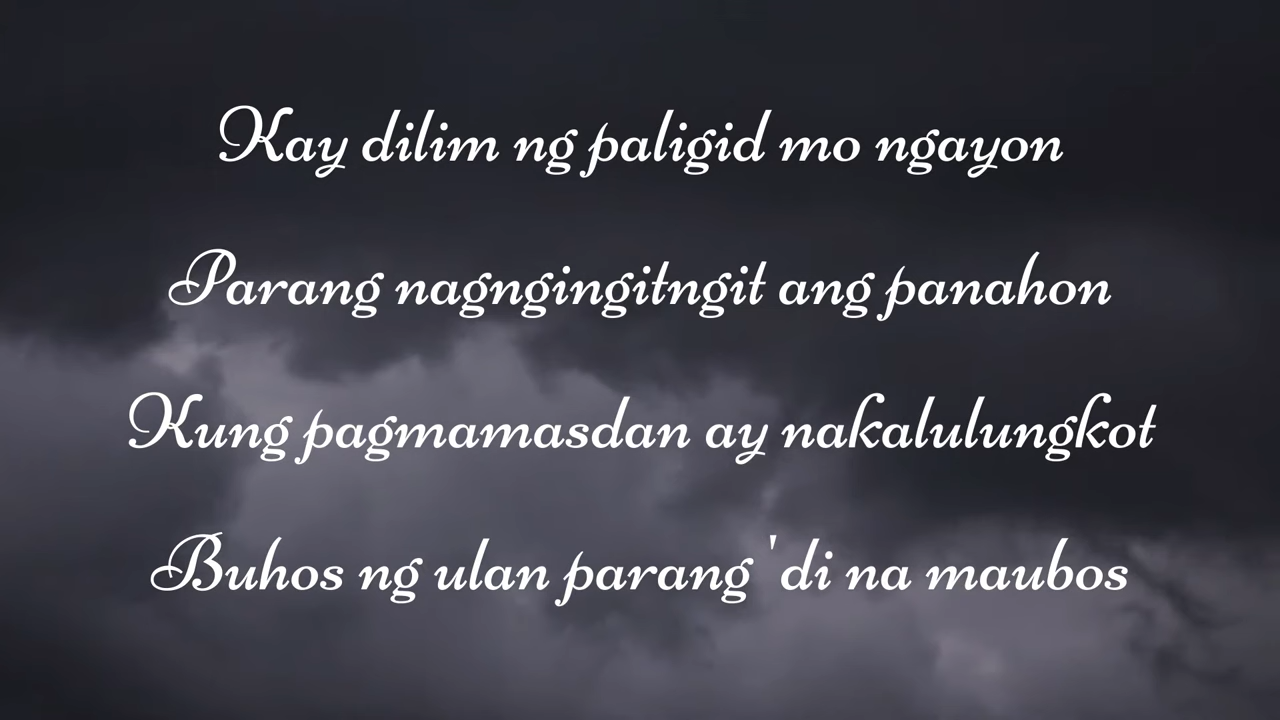 Kay dilim ng paligid mo ngayon
Parang nagngingitngit ang panahon
Kung pagmamasdan ay nakalulungkot
Buhos ng ulan parang 'di na maubos